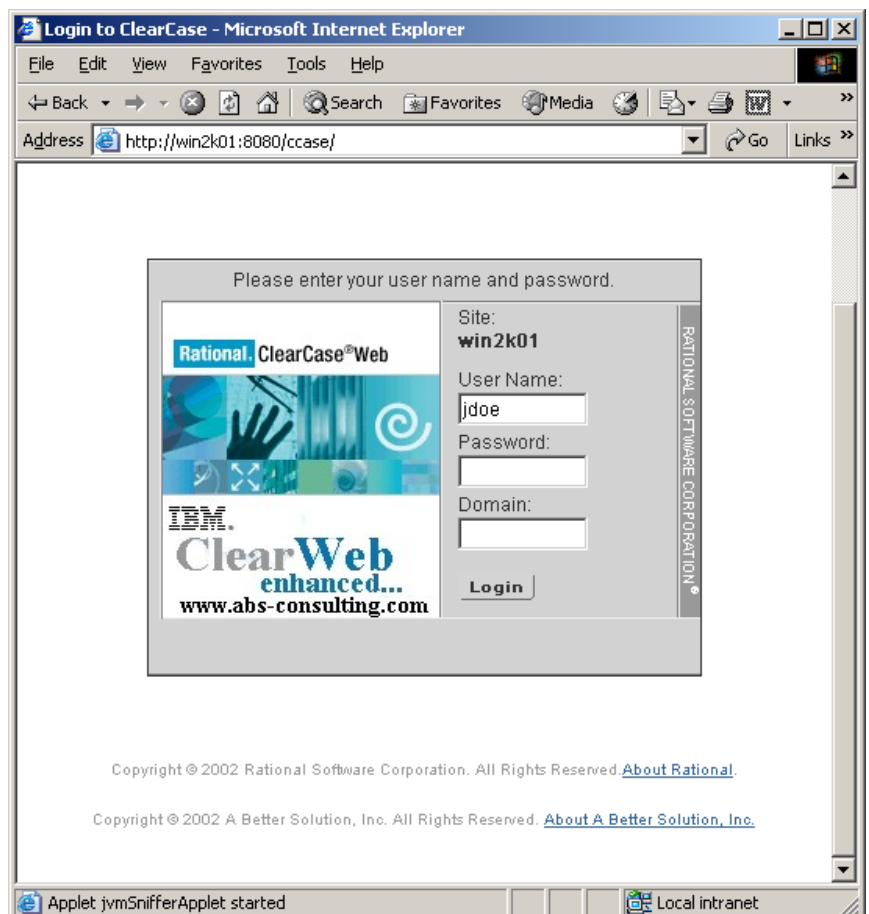 Login to ClearCase - Microsoft Internet Explorer
File Edit View Favorites Tools Help
Back Search Favorites Media W »
Address http://win2k01:8080/ccase/ Go Links »
Please enter your user name and password.
Rational. ClearCase®Web
IBM.
ClearWeb
enhanced...
www.abs-consulting.com
Site:
win2k01
User Name:
jdoe
Password:
Domain:
Login
RATIONAL SOFTWARE CORPORATION®
Copyright © 2002 Rational Software Corporation. All Rights Reserved.About Rational.
Copyright © 2002 A Better Solution, Inc. All Rights Reserved. About A Better Solution, Inc.
Applet jvmSnifferApplet started Local intranet